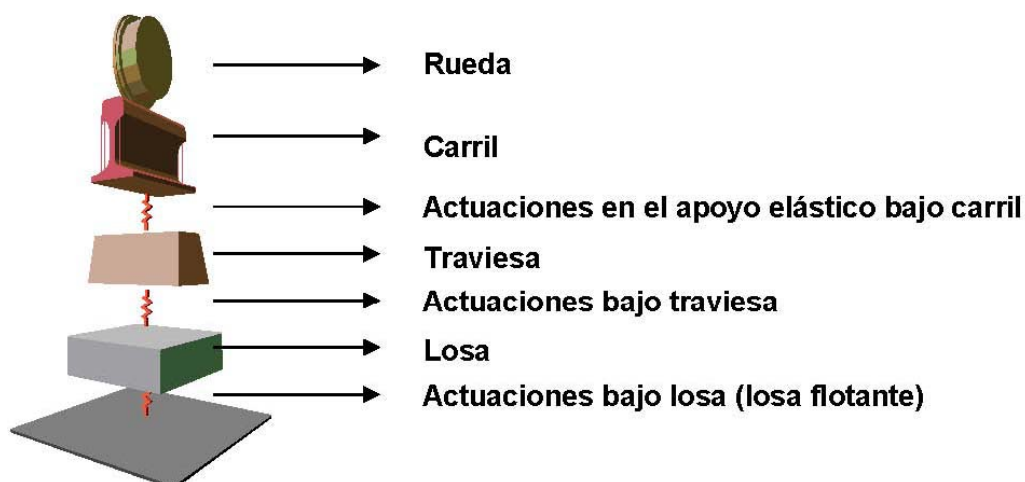 Rueda
Carril
Actuaciones en el apoyo elástico bajo carril
Traviesa
Actuaciones bajo traviesa
Losa
Actuaciones bajo losa (losa flotante)